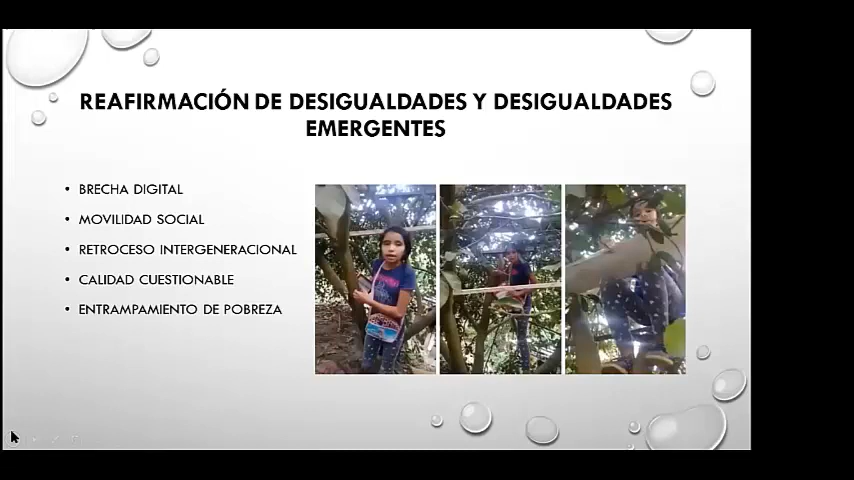 REAFIRMACIÓN DE DESIGUALDADES Y DESIGUALDADES
EMERGENTES
• BRECHA DIGITAL
• MOVILIDAD SOCIAL
• RETROCESO INTERGENERACIONAL
• CALIDAD CUESTIONABLE
• ENTRAMPAMIENTO DE POBREZA